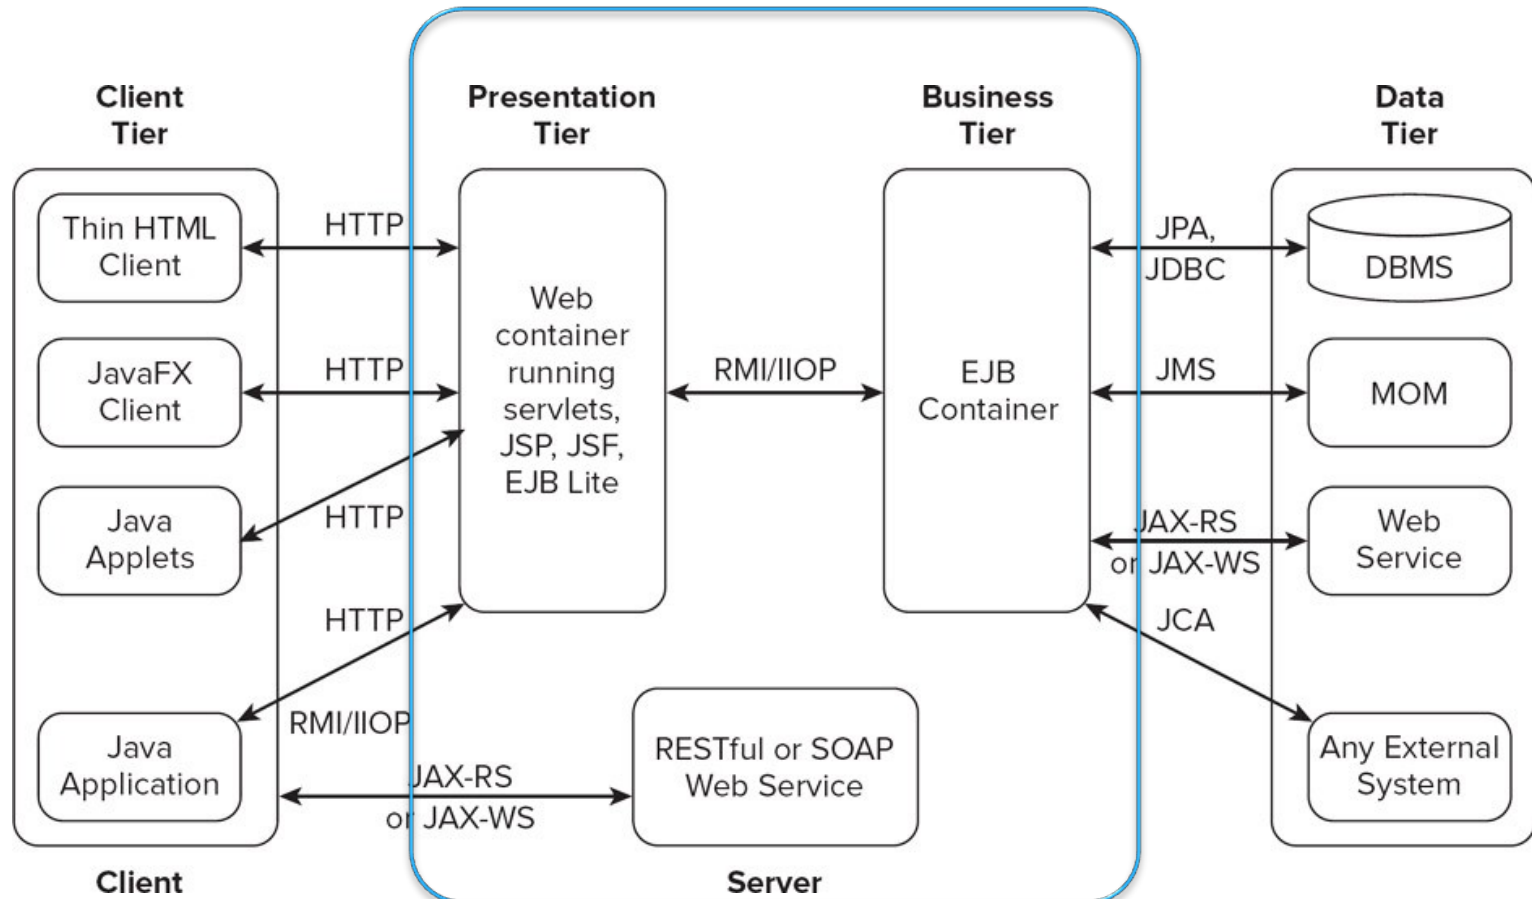 Client
Tier
Presentation
Tier
Business
Tier
Data
Tier
Thin HTML
Client
HTTP
JavaFX
Client
HTTP
Java
Applets
HTTP
HTTP
Java
Application
RMI/IIOP
JAX-RS
or JAX-WS
Web
container
running
servlets,
JSP, JSF,
EJB Lite
RMI/IIOP
EJB
Container
RESTful or SOAP
Web Service
JPA,
JDBC
DBMS
JMS
MOM
JAX-RS
or JAX-WS
Web
Service
JCA
Any External
System
Client
Server